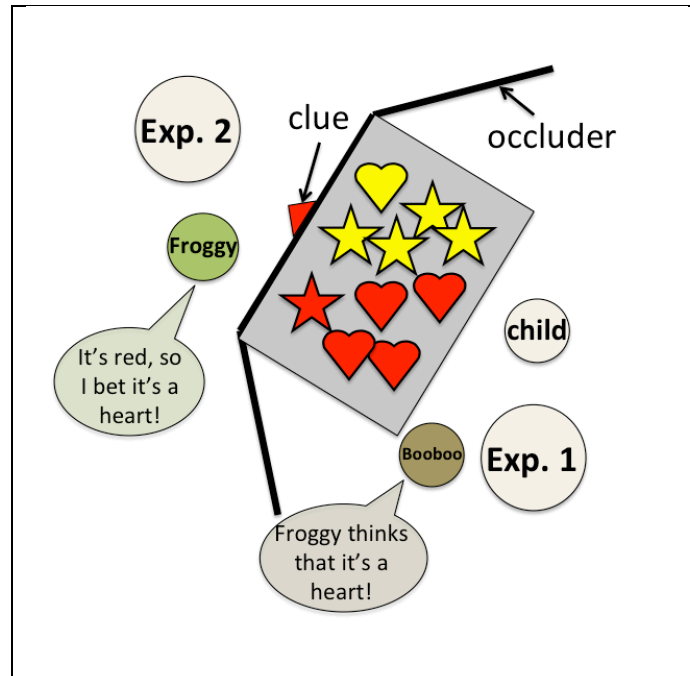 Exp. 2
clue
occluder
Froggy
It's red, so
I bet it's a
heart!
child
Booboo
Exp. 1
Froggy thinks
that it's a
heart!